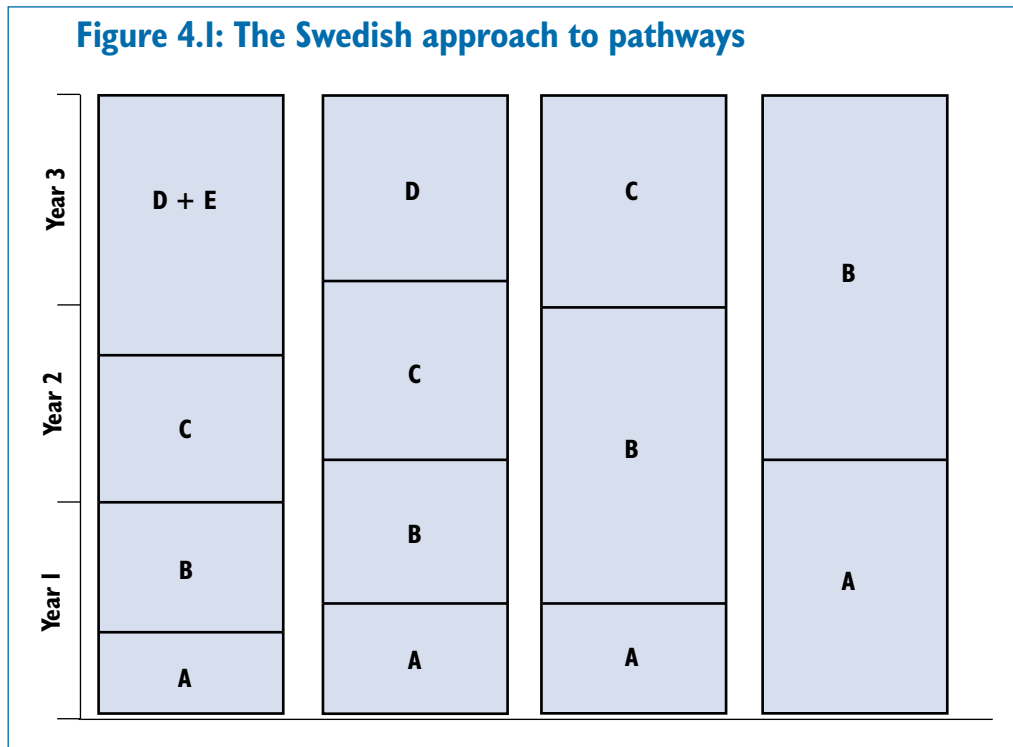 Figure 4.1: The Swedish approach to pathways
Year 3
Year 2
Year 1
D + E
C
B
A
D
C
B
A
C
B
A
B
A